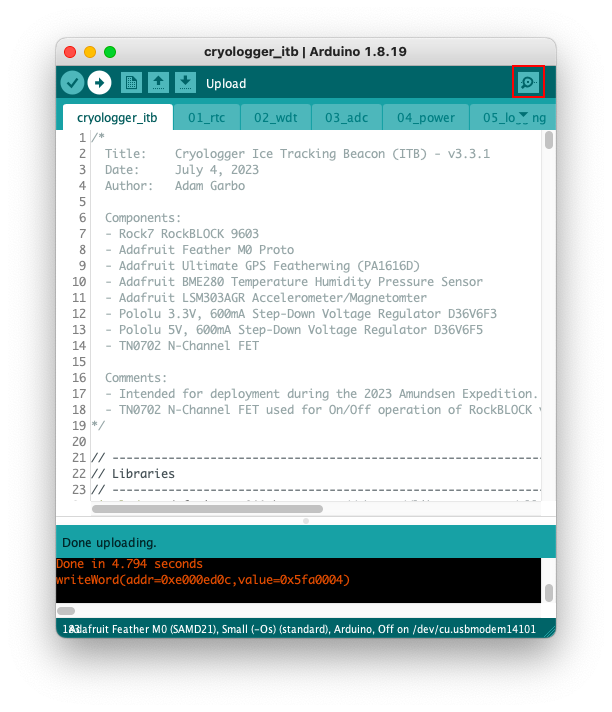 cryologger_itb | Arduino 1.8.19
Upload
cryologger_itb 01_rtc 02_wdt 03_adc 04_power 05_lo ng
1 /*
2 Title: Cryologger Ice Tracking Beacon (ITB) - v3.3.1
3 Date: July 4, 2023
4 Author: Adam Garbo
5
6 Components:
7 - Rock7 RockBLOCK 9603
8 - Adafruit Feather M0 Proto
9 - Adafruit Ultimate GPS Featherwing (PA1616D)
10 - Adafruit BME280 Temperature Humidity Pressure Sensor
11 - Adafruit LSM303AGR Accelerometer/Magnetomter
12 - Pololu 3.3V, 600mA Step-Down Voltage Regulator D36V6F3
13 - Pololu 5V, 600mA Step-Down Voltage Regulator D36V6F5
14 - TN0702 N-Channel FET
15
16 Comments:
17 - Intended for deployment during the 2023 Amundsen Expedition.
18 - TN0702 N-Channel FET used for On/Off operation of RockBLOCK v
19 */
20
21 // ---------------------------------------------------------------
22 // Libraries
23 // ---------------------------------------------------------------
Done uploading.
Done in 4.794 seconds
writeWord(addr=0xe000ed0c,value=0x5fa0004)
Adafruit Feather M0 (SAMD21), Small (-Os) (standard), Arduino, Off on /dev/cu.usbmodem14101